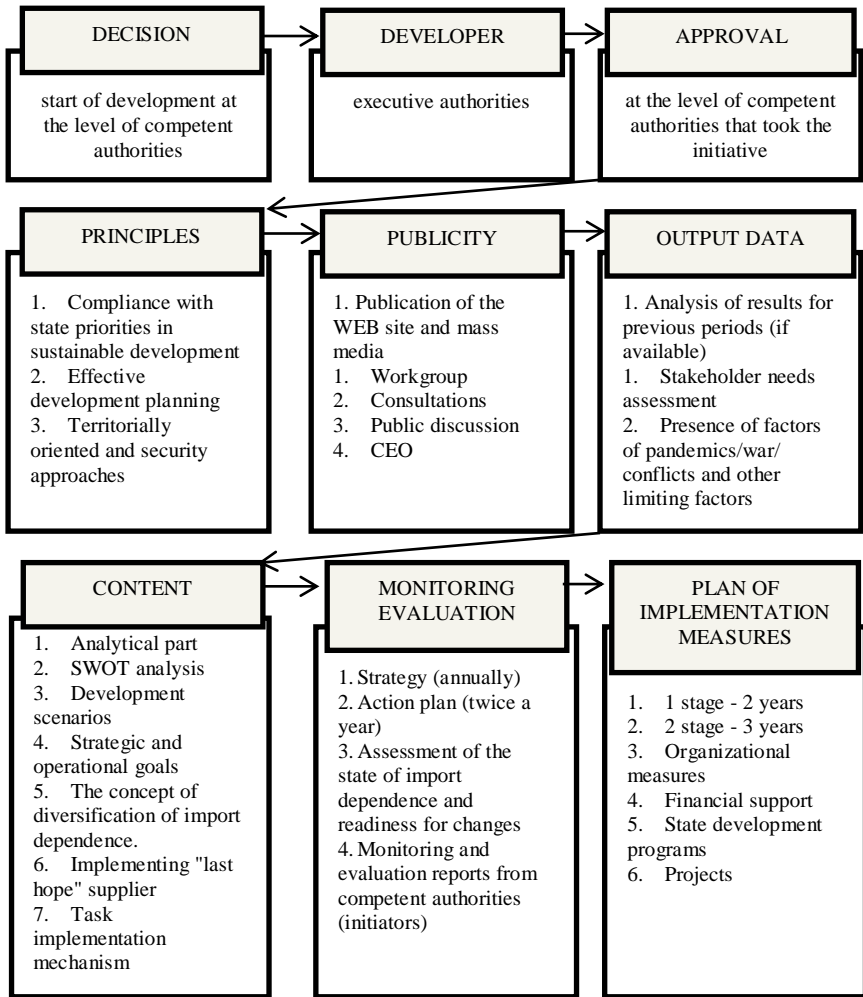 DECISION
start of development at
the level of competent
authorities
DEVELOPER
executive authorities
APPROVAL
at the level of competent
authorities that took the
initiative
PRINCIPLES
1. Compliance with
state priorities in
sustainable development
2. Effective
development planning
3. Territorially
oriented and security
approaches
PUBLICITY
1. Publication of the
WEB site and mass
media
1. Workgroup
2. Consultations
3. Public discussion
4. CEO
OUTPUT DATA
1. Analysis of results for
previous periods (if
available)
1. Stakeholder needs
assessment
2. Presence of factors
of pandemics/war/
conflicts and other
limiting factors
CONTENT
1. Analytical part
2. SWOT analysis
3. Development
scenarios
4. Strategic and
operational goals
5. The concept of
diversification of import
dependence.
6. Implementing "last
hope" supplier
7. Task
implementation
mechanism
MONITORING
EVALUATION
1. Strategy (annually)
2. Action plan (twice a
year)
3. Assessment of the
state of import
dependence and
readiness for changes
4. Monitoring and
evaluation reports from
competent authorities
(initiators)
PLAN OF
IMPLEMENTATION
MEASURES
1. 1 stage - 2 years
2. 2 stage - 3 years
3. Organizational
measures
4. Financial support
5. State development
programs
6. Projects